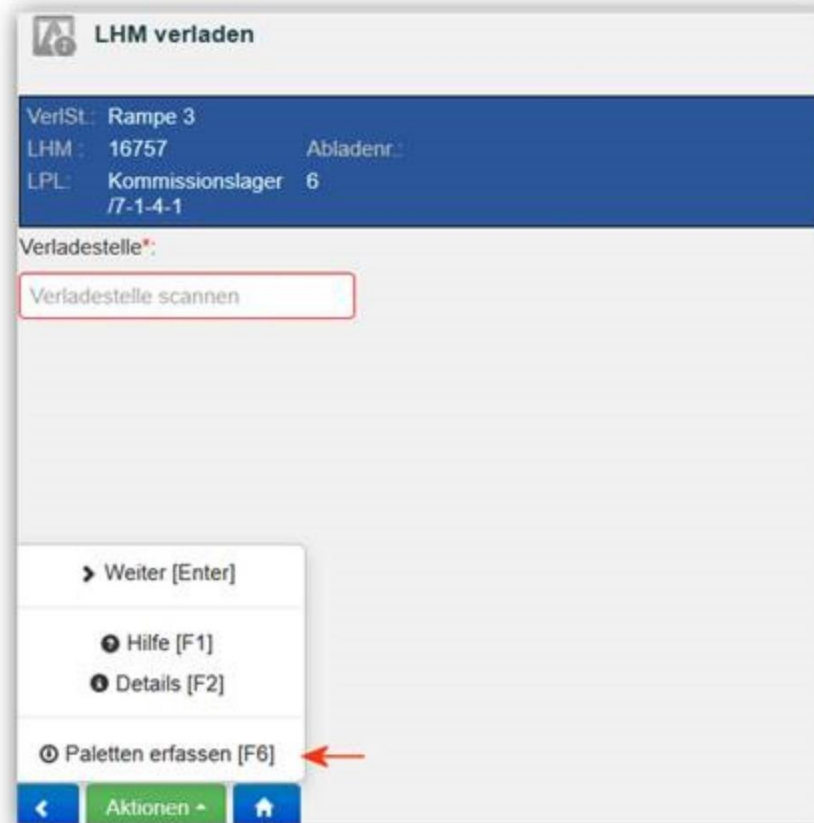 LHM verladen
VerlSt.: Rampe 3
LHM : 16757 Abladenr.:
LPL: Kommissionslager 6
/7-1-4-1
Verladestelle*:
Verladestelle scannen
Weiter [Enter]
Hilfe [F1]
Details [F2]
Paletten erfassen [F6]
Aktionen